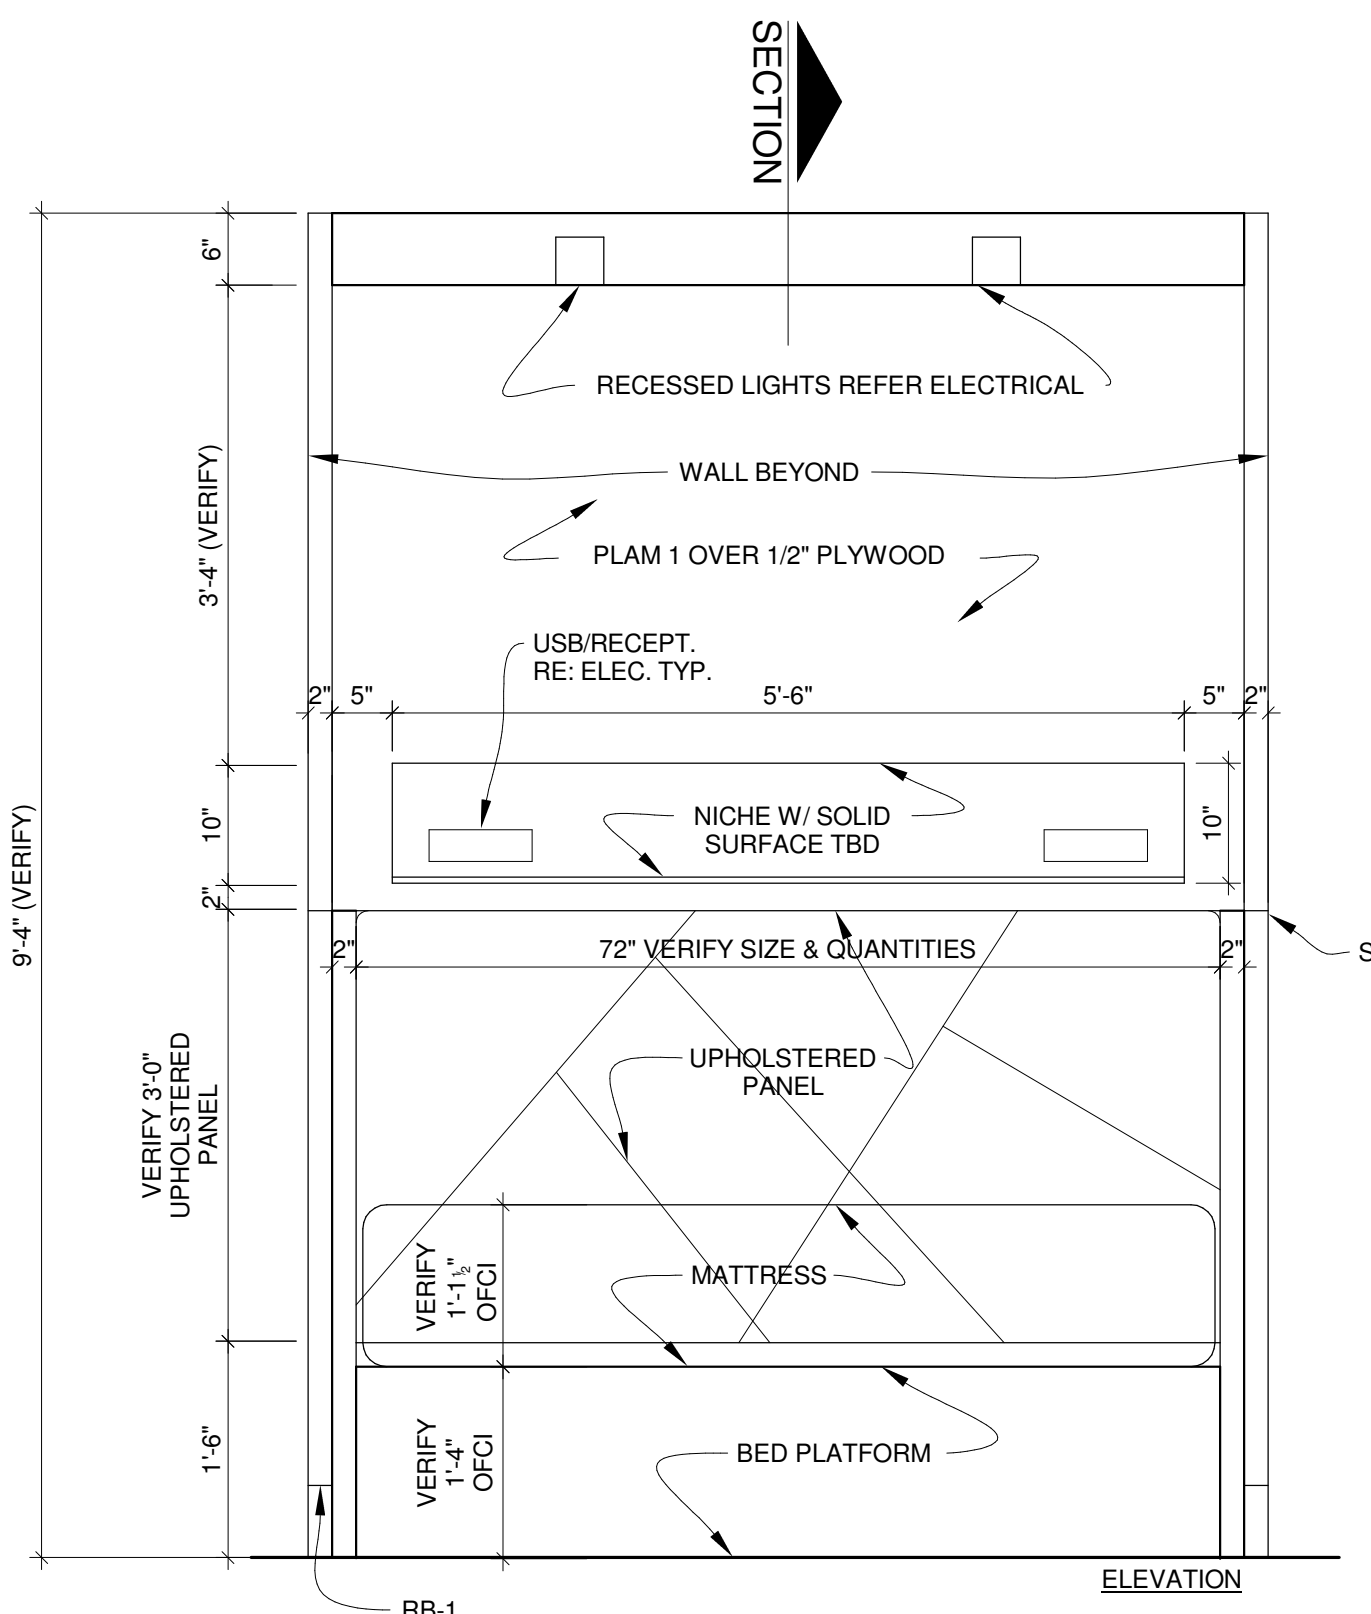 SECTION
6"
RECESSED LIGHTS REFER ELECTRICAL
3'-4" (VERIFY)
WALL BEYOND
PLAM 1 OVER 1/2" PLYWOOD
USB/RECEPT.
RE: ELEC. TYP.
2" 5" 5'-6" 5" 2"
9'-4" (VERIFY)
10"
NICHE W/ SOLID
SURFACE TBD
10"
2"
2" 72" VERIFY SIZE & QUANTITIES 2"
S
VERIFY 3'-0"
UPHOLSTERED
PANEL
UPHOLSTERED
PANEL
VERIFY
1'-1½"
OFCI
MATTRESS
1'-6"
VERIFY
1'-4"
OFCI
BED PLATFORM
ELEVATION
RB-1